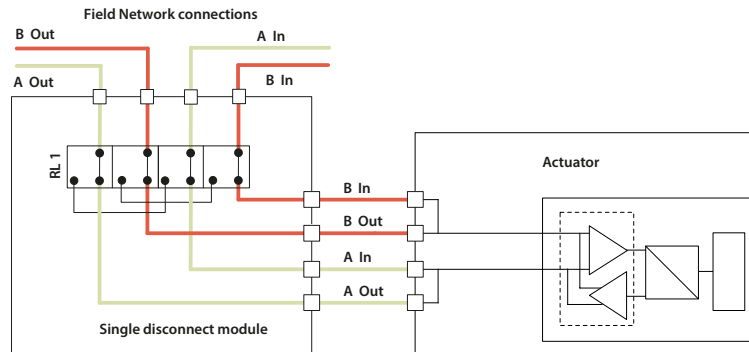 Field Network connections
B Out
A In
A Out
B In
RL 1
Actuator
B In
B Out
A In
A Out
Single disconnect module